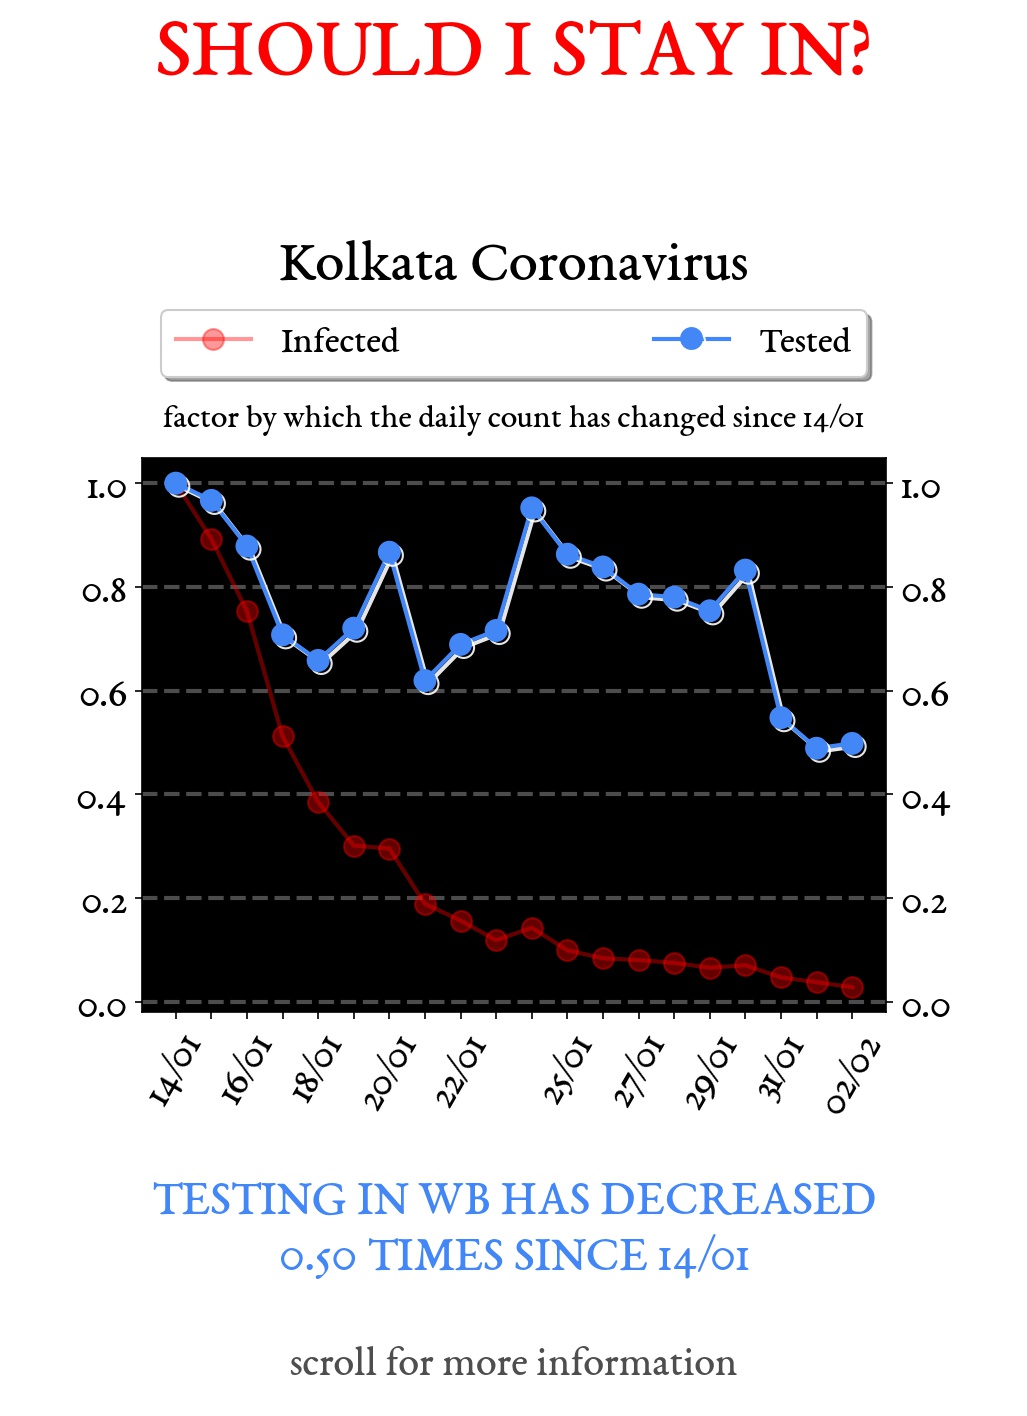 SHOULD I STAY IN?
Kolkata Coronavirus
Infected Tested
factor by which the daily count has changed since 14/01
1.0 1.0
0.8 0.8
0.6 0.6
0.4 0.4
0.2 0.2
0.0 0.0
14/01 16/01 18/01 20/01 22/01 25/01 27/01 29/01 31/01 02/02
TESTING IN WB HAS DECREASED
0.50 TIMES SINCE 14/01
scroll for more information